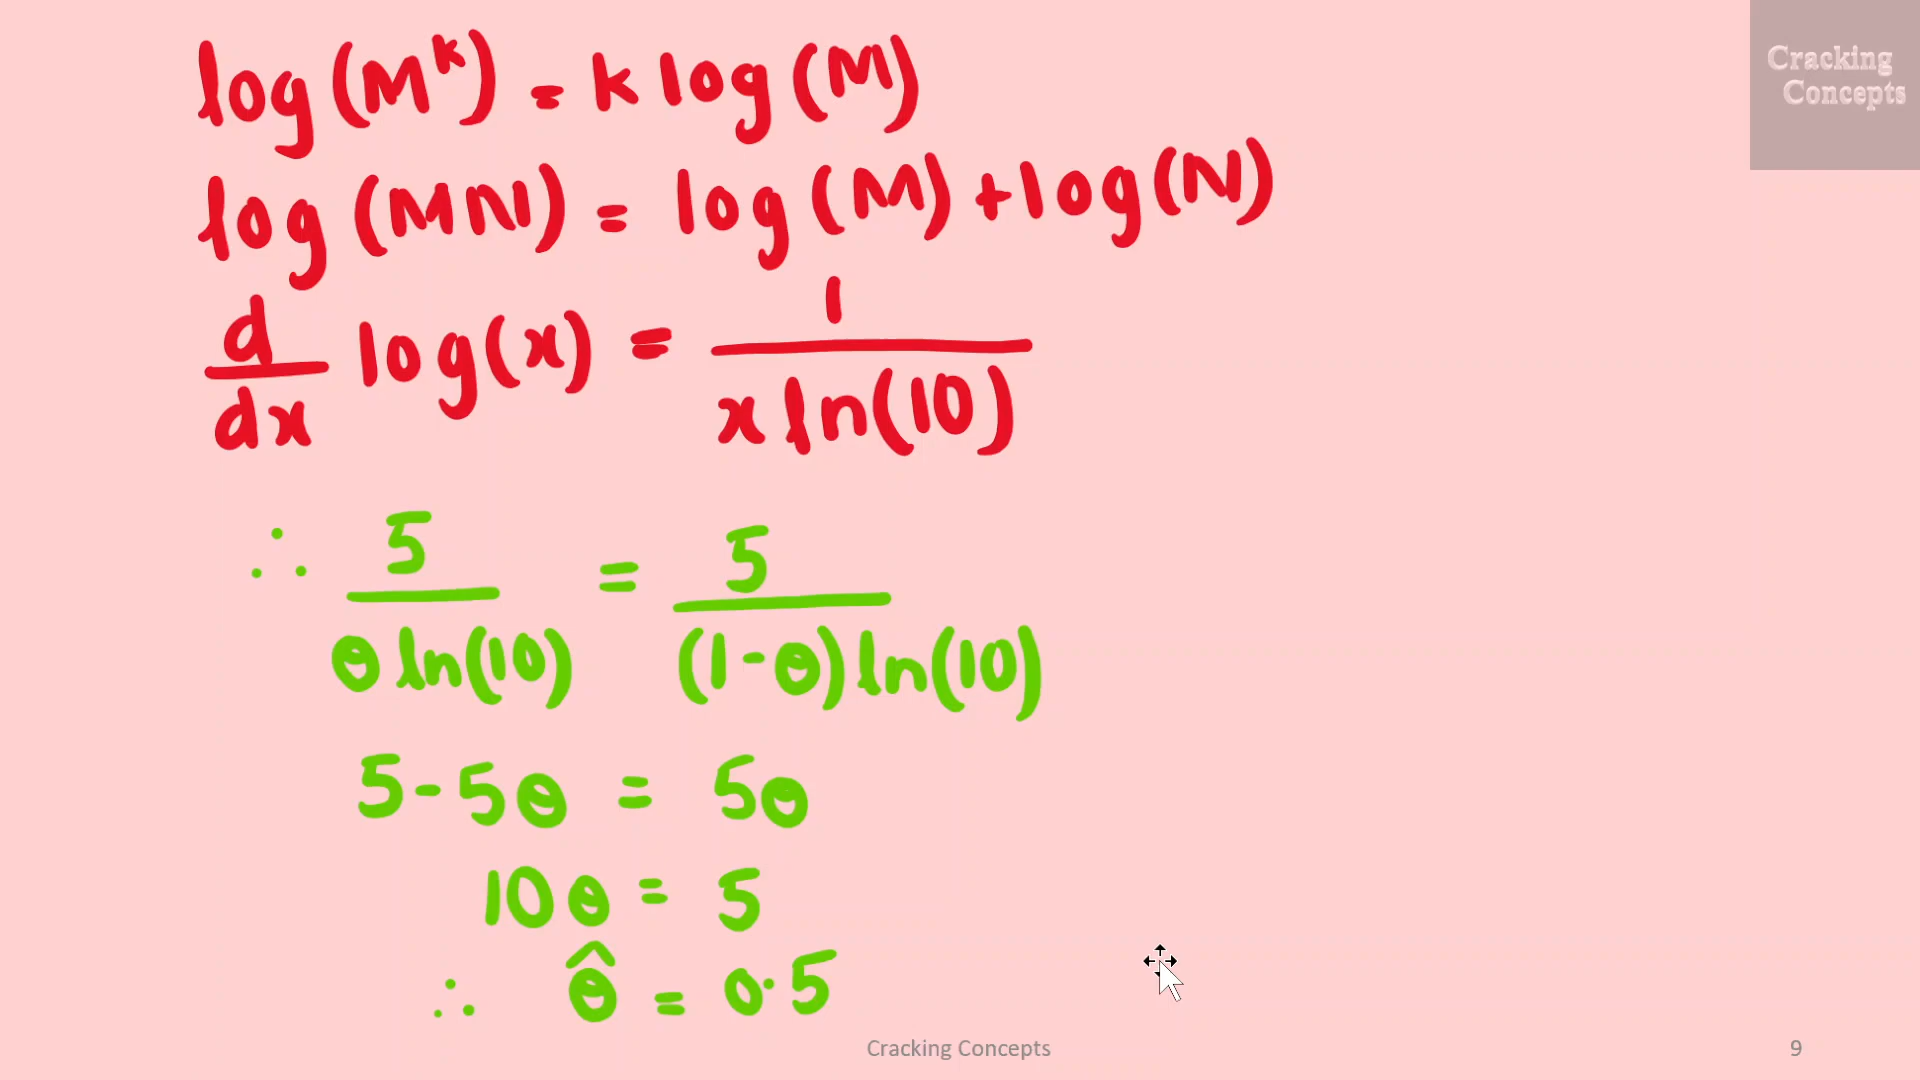 Cracking
Concepts
log(Mᵏ) = k log(M)
log(MN) = log(M) + log(N)
d/dx log(x) = 1/(x ln(10))
∴ 5/(θ ln(10)) = 5/((1-θ) ln(10))
5-5θ = 5θ
10θ = 5
∴ θ̂ = 0.5
Cracking Concepts 9